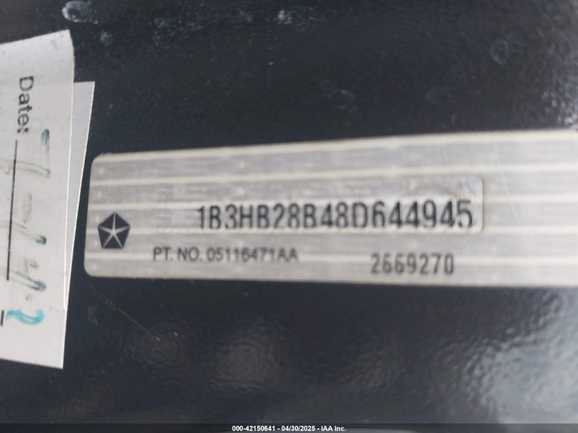 Date:
1B3HB28B48D644945
PT. NO. 05116471AA
2669270
000-42150641 - 04/30/2025 - IAA Inc.